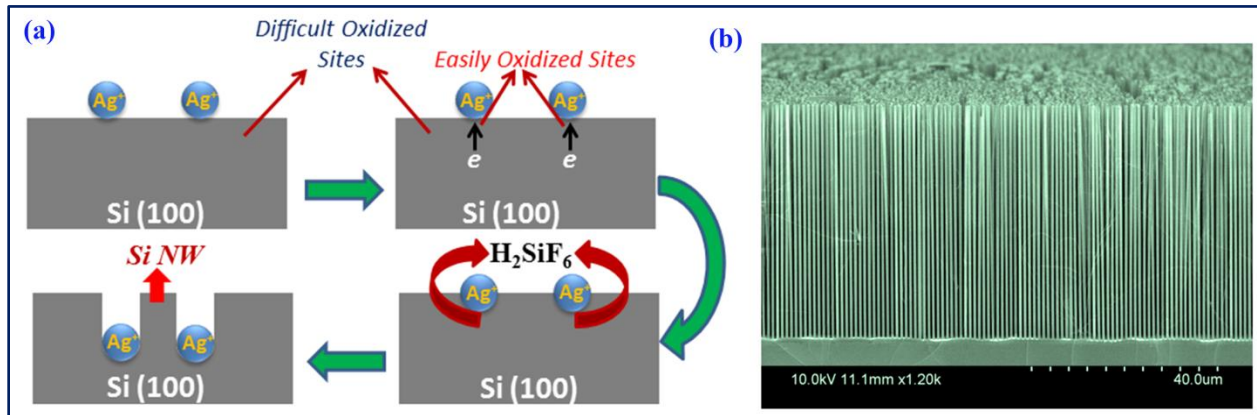 (a)
Difficult Oxidized
Sites
Easily Oxidized Sites
Ag⁺ Ag⁺
Si (100)
Ag⁺ Ag⁺
e e
Si (100)
Si NW
Ag⁺ Ag⁺
Si (100)
H₂SiF₆
Ag⁺ Ag⁺
Si (100)
(b)
10.0kV 11.1mm x1.20k 40.0um